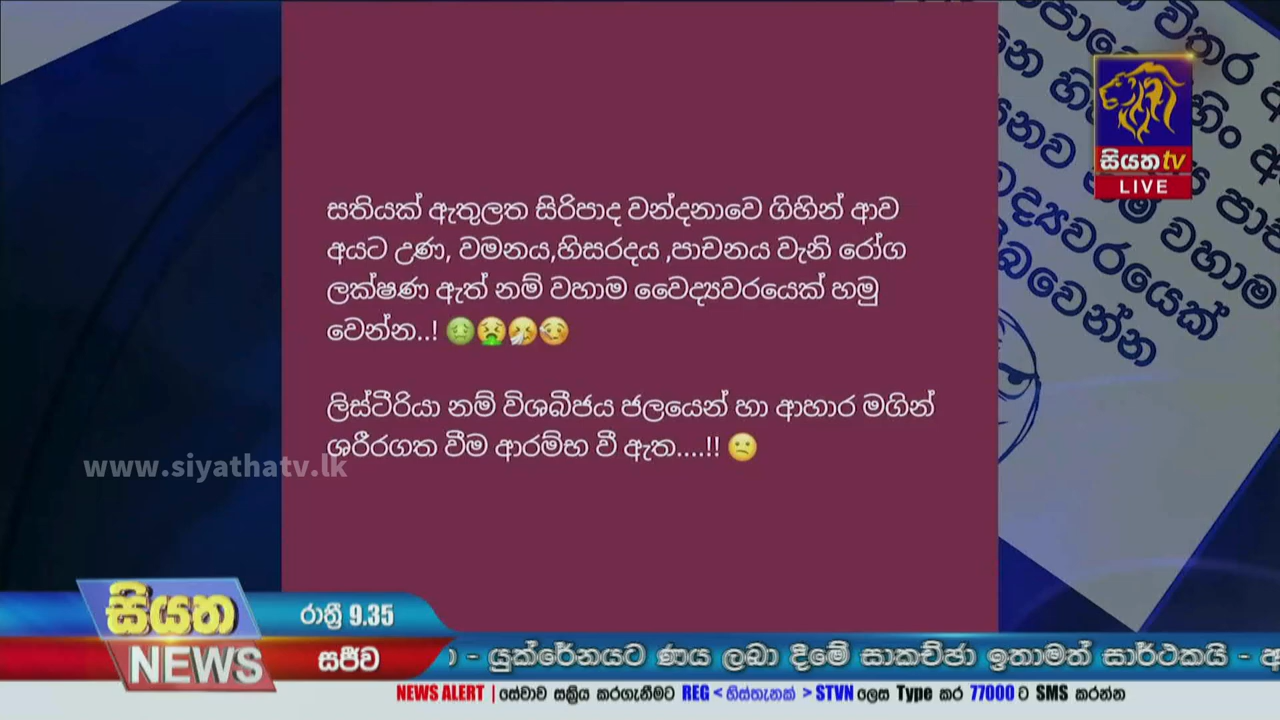 සතියක් ඇතුලත සිරිපාද වන්දනාවෙ ගිහින් ආව
අයට උණ, වමනය,හිසරදය ,පාචනය වැනි රෝග
ලක්ෂණ ඇත් නම් වහාම වෛද්‍යවරයෙක් හමු
වෙන්න..! 🤢🤮🤧🤒
ලිස්ටීරියා නම් විශබීජය ජලයෙන් හා ආහාර මගින්
ශරීරගත වීම ආරම්භ වී ඇත....!! 😕
www.siyathatv.lk
සියත tv
LIVE
විතර
වහාම
ද්‍යවරයෙක්
බවෙන්න
සියත
NEWS
රාත්‍රී 9.35
සජීව
- යුක්රේනයට ණය ලබා දීමේ සාකච්ඡා ඉතාමත් සාර්ථකයි -
NEWS ALERT | සේවාව සක්‍රිය කරගැනීමට REG < හිස්තැනක් > STVN ලෙස Type කර 77000 ට SMS කරන්න